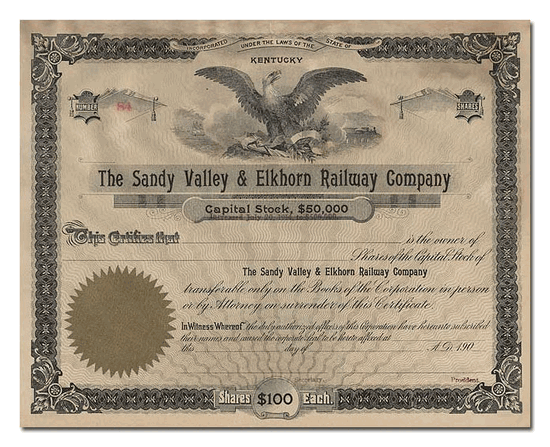 INCORPORATED UNDER THE LAWS OF THE STATE OF
KENTUCKY
NUMBER 84 SHARES
The Sandy Valley & Elkhorn Railway Company
Capital Stock, $50,000
This Certifies that is the owner of
Shares of the Capital Stock of
The Sandy Valley & Elkhorn Railway Company
transferable only on the Books of the Corporation in person
or by Attorney on surrender of this Certificate.
In Witness Whereof the duly authorized officers of this Corporation have hereunto subscribed
their names and caused the corporate Seal to be hereto affixed at
this day of A.D. 190
Secretary. President.
Shares $100 Each.